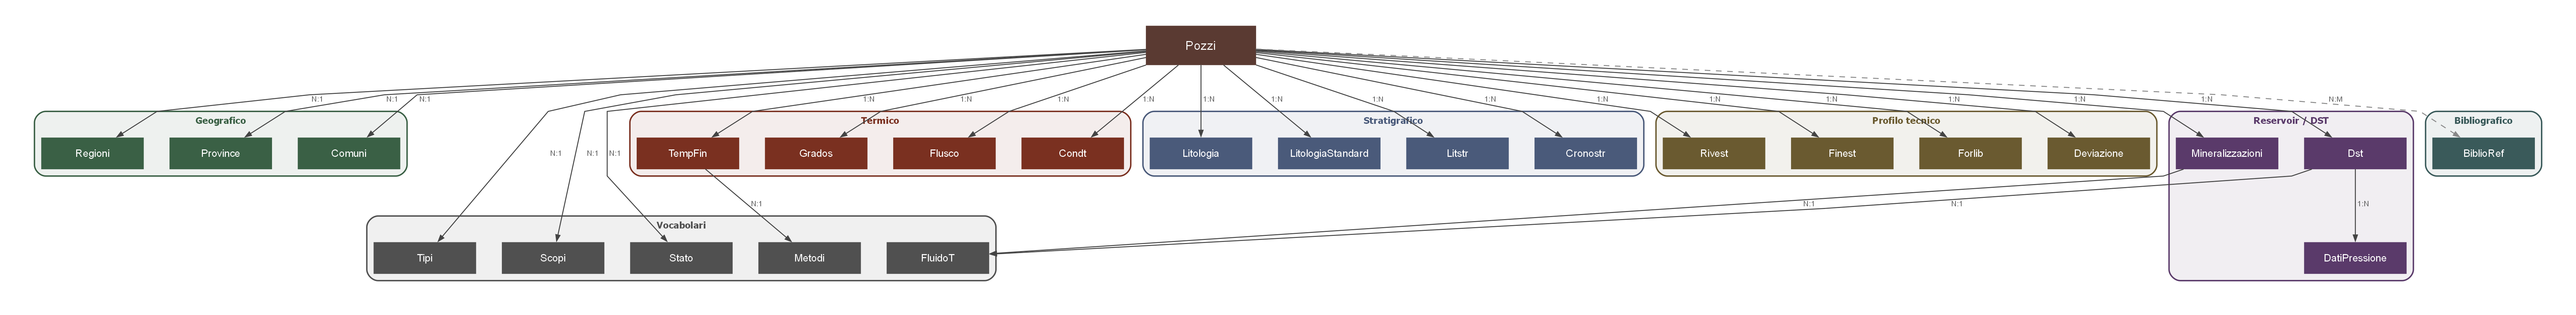 Pozzi
N:1 N:1 N:1 1:N 1:N 1:N 1:N 1:N 1:N 1:N 1:N 1:N 1:N 1:N 1:N 1:N 1:N N:M
Geografico Termico Stratigrafico Profilo tecnico Reservoir / DST Bibliografico
Regioni Province Comuni N:1 N:1 N:1 TempFin Grados Flusco Condt Litologia LitologiaStandard Litstr Cronostr Rivest Finest Forlib Deviazione Mineralizzazioni Dst BiblioRef
N:1 N:1 N:1 1:N
Vocabolari
Tipi Scopi Stato Metodi FluidoT DatiPressione